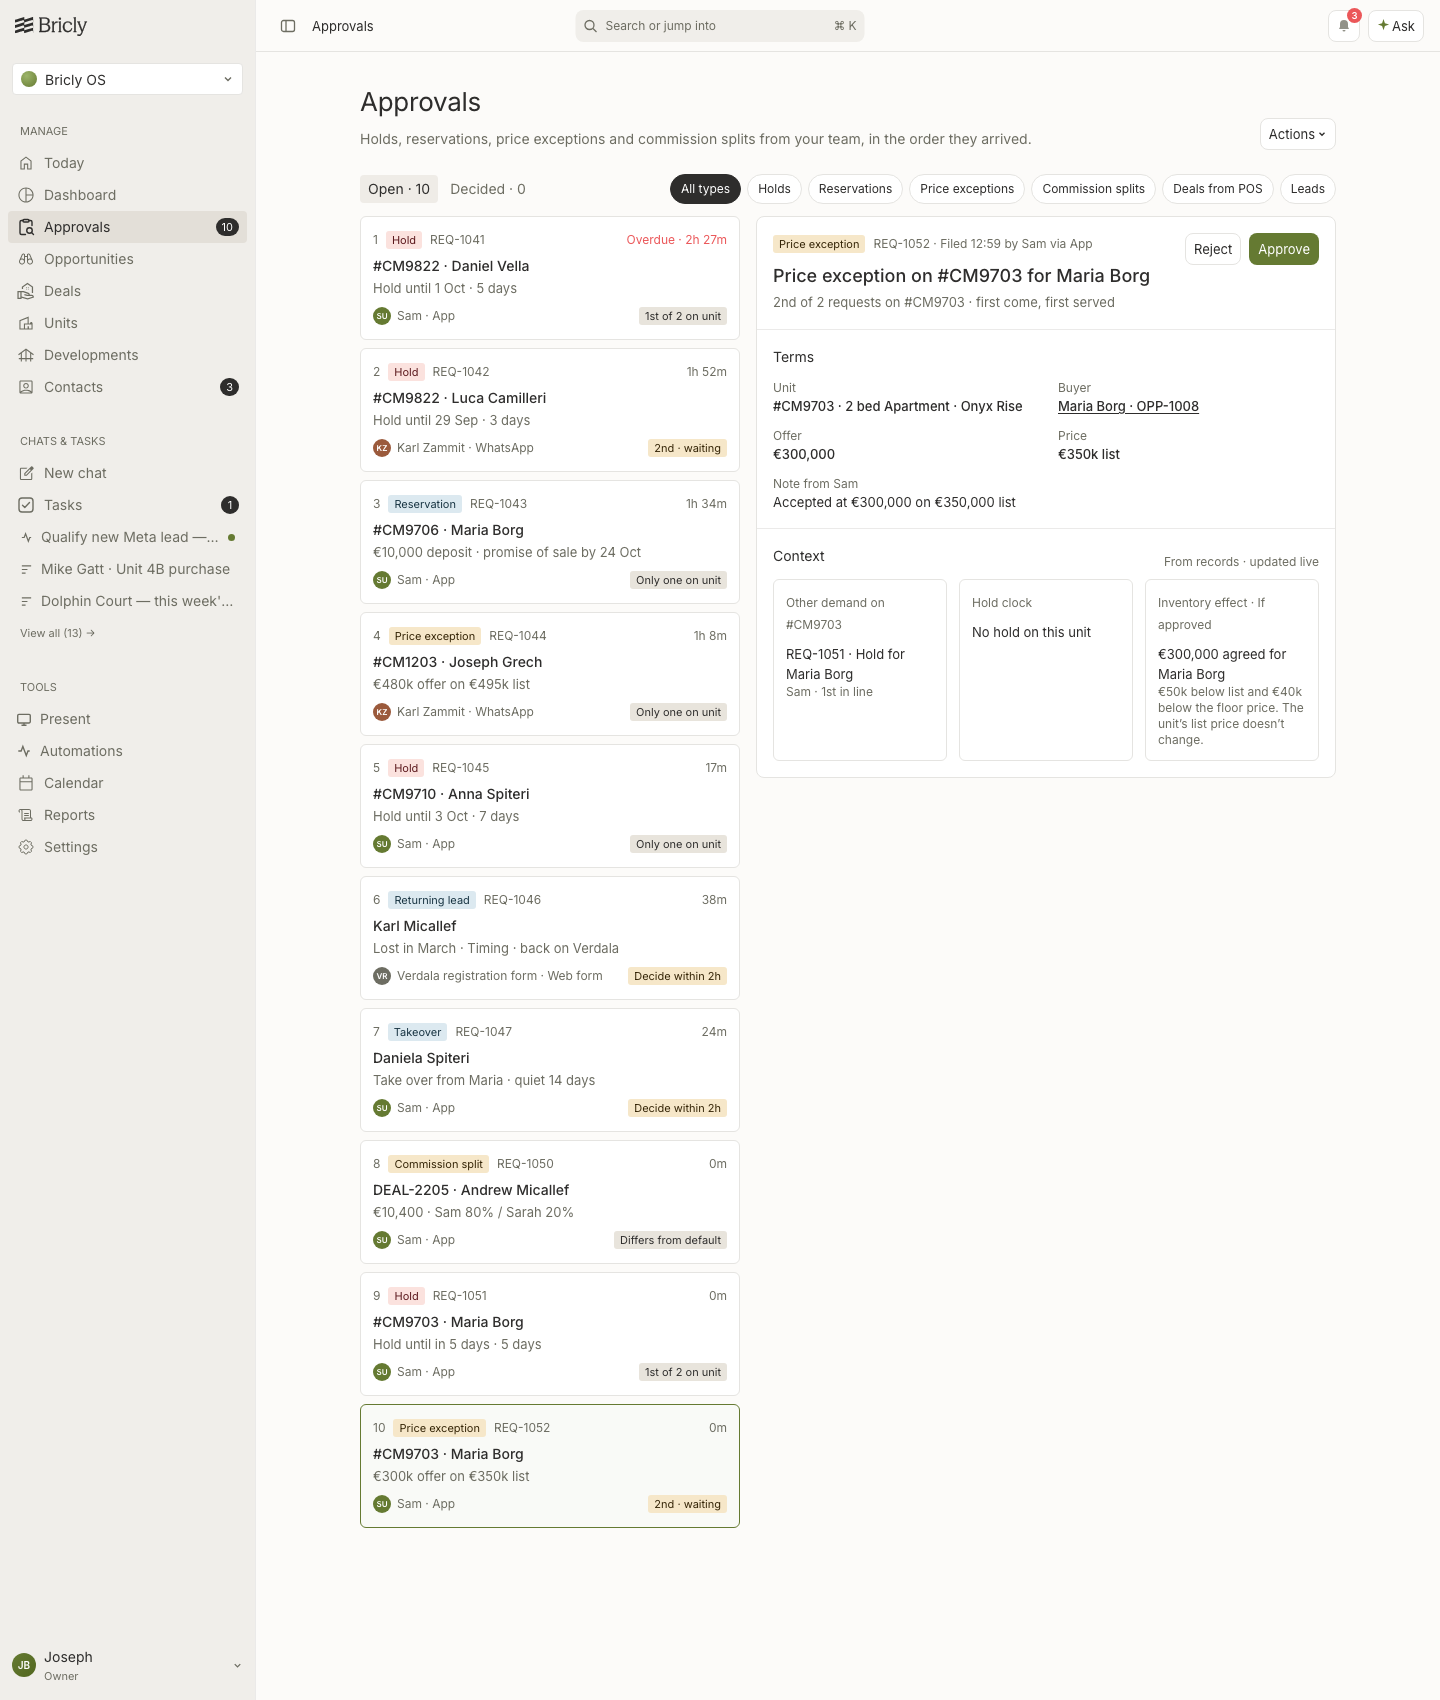 Bricly
Approvals
Search or jump into ⌘ K
3
Ask
Bricly OS
MANAGE
Today
Dashboard
Approvals 10
Opportunities
Deals
Units
Developments
Contacts 3
CHATS & TASKS
New chat
Tasks 1
Qualify new Meta lead —...
Mike Gatt · Unit 4B purchase
Dolphin Court — this week'...
View all (13) →
TOOLS
Present
Automations
Calendar
Reports
Settings
JB Joseph
Owner
Approvals
Holds, reservations, price exceptions and commission splits from your team, in the order they arrived.
Actions
Open · 10 Decided · 0
All types Holds Reservations Price exceptions Commission splits Deals from POS Leads
1 Hold REQ-1041 Overdue · 2h 27m
#CM9822 · Daniel Vella
Hold until 1 Oct · 5 days
SU Sam · App 1st of 2 on unit
2 Hold REQ-1042 1h 52m
#CM9822 · Luca Camilleri
Hold until 29 Sep · 3 days
KZ Karl Zammit · WhatsApp 2nd · waiting
3 Reservation REQ-1043 1h 34m
#CM9706 · Maria Borg
€10,000 deposit · promise of sale by 24 Oct
SU Sam · App Only one on unit
4 Price exception REQ-1044 1h 8m
#CM1203 · Joseph Grech
€480k offer on €495k list
KZ Karl Zammit · WhatsApp Only one on unit
5 Hold REQ-1045 17m
#CM9710 · Anna Spiteri
Hold until 3 Oct · 7 days
SU Sam · App Only one on unit
6 Returning lead REQ-1046 38m
Karl Micallef
Lost in March · Timing · back on Verdala
VR Verdala registration form · Web form Decide within 2h
7 Takeover REQ-1047 24m
Daniela Spiteri
Take over from Maria · quiet 14 days
SU Sam · App Decide within 2h
8 Commission split REQ-1050 0m
DEAL-2205 · Andrew Micallef
€10,400 · Sam 80% / Sarah 20%
SU Sam · App Differs from default
9 Hold REQ-1051 0m
#CM9703 · Maria Borg
Hold until in 5 days · 5 days
SU Sam · App 1st of 2 on unit
10 Price exception REQ-1052 0m
#CM9703 · Maria Borg
€300k offer on €350k list
SU Sam · App 2nd · waiting
Price exception REQ-1052 · Filed 12:59 by Sam via App
Reject Approve
Price exception on #CM9703 for Maria Borg
2nd of 2 requests on #CM9703 · first come, first served
Terms
Unit
#CM9703 · 2 bed Apartment · Onyx Rise
Buyer
Maria Borg · OPP-1008
Offer
€300,000
Price
€350k list
Note from Sam
Accepted at €300,000 on €350,000 list
Context From records · updated live
Other demand on
#CM9703
REQ-1051 · Hold for
Maria Borg
Sam · 1st in line
Hold clock
No hold on this unit
Inventory effect · If
approved
€300,000 agreed for
Maria Borg
€50k below list and €40k
below the floor price. The
unit's list price doesn't
change.